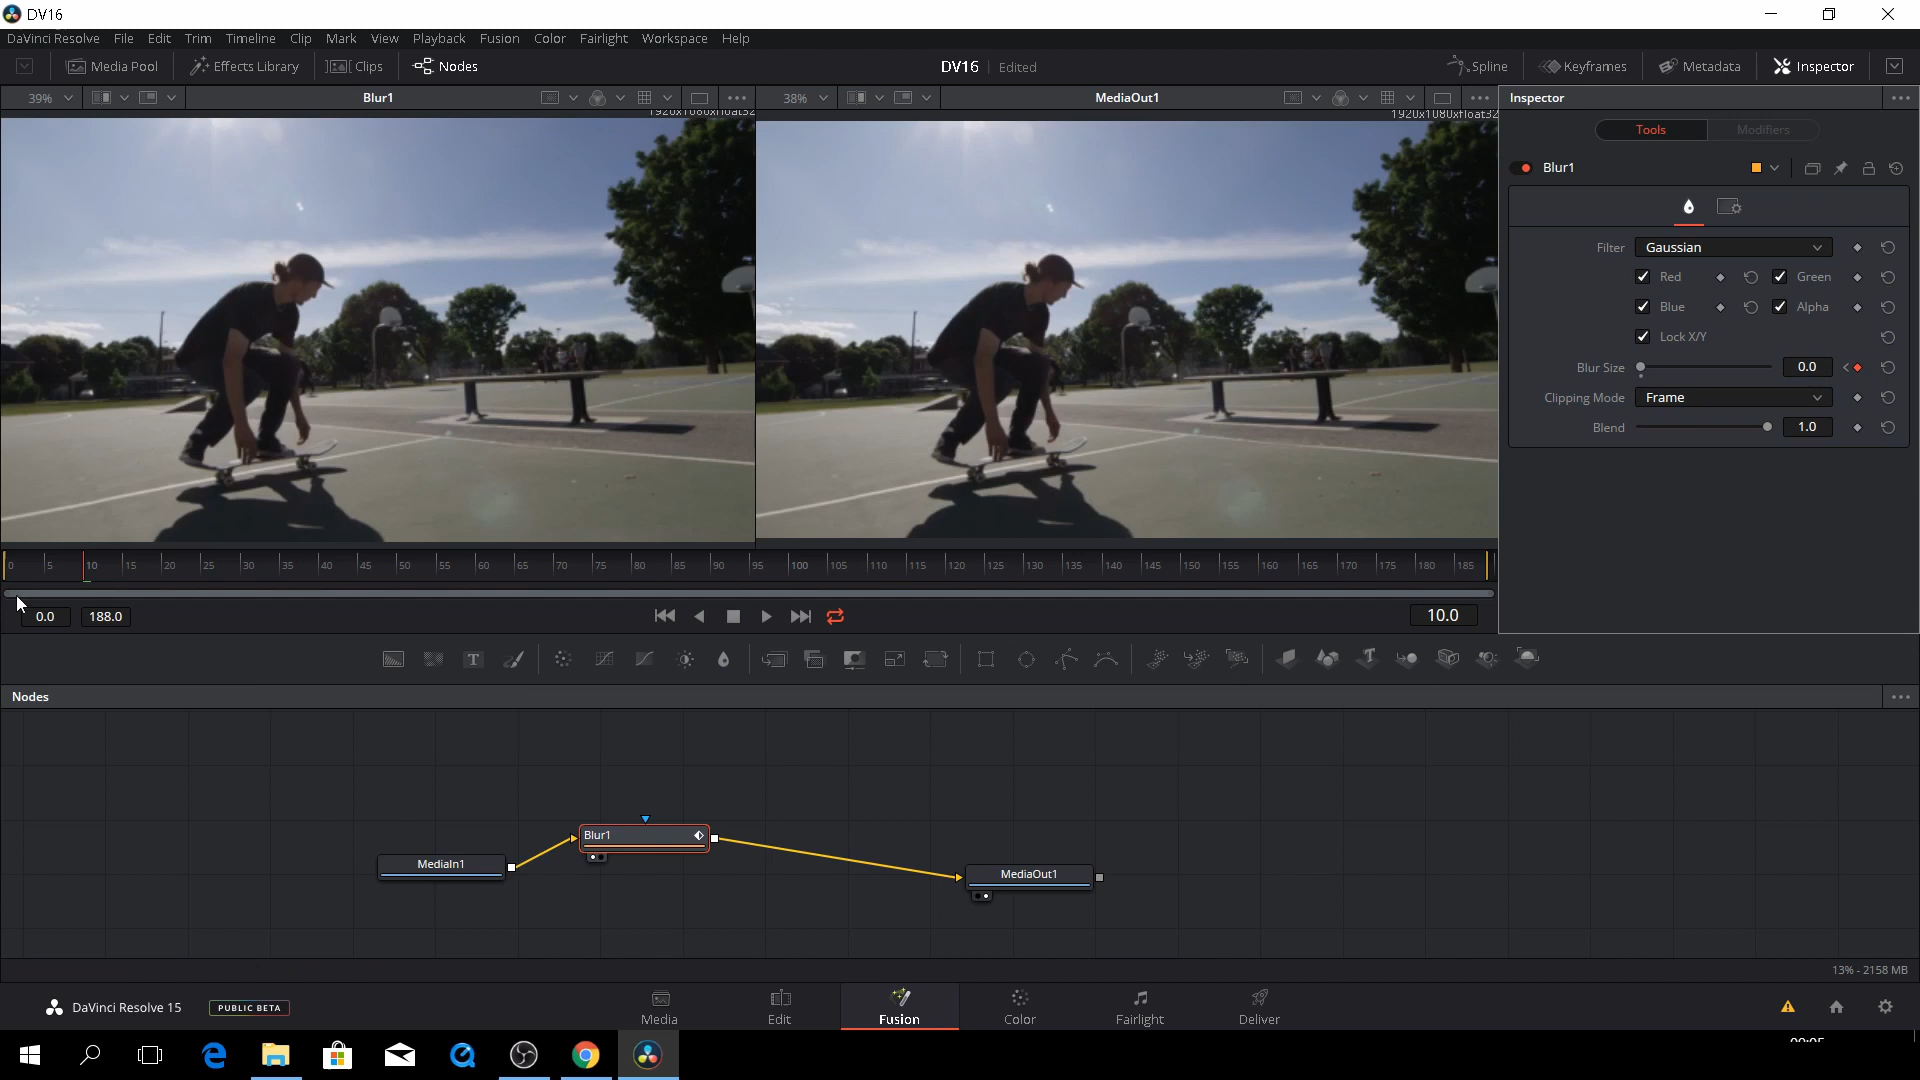 DV16
DaVinci Resolve File Edit Trim Timeline Clip Mark View Playback Fusion Color Fairlight Workspace Help
Media Pool Effects Library Clips Nodes DV16 Edited Spline Keyframes Metadata Inspector
39% Blur1 38% MediaOut1 Inspector
1920x1080xfloat32 1920x1080xfloat32
Tools Modifiers
Blur1
Filter Gaussian
Red Green
Blue Alpha
Lock X/Y
Blur Size 0.0
Clipping Mode Frame
Blend 1.0
0 5 10 15 20 25 30 35 40 45 50 55 60 65 70 75 80 85 90 95 100 105 110 115 120 125 130 135 140 145 150 155 160 165 170 175 180 185
0.0 188.0 10.0
T T
Nodes
Blur1
MediaIn1
MediaOut1
13% - 2158 MB
DaVinci Resolve 15 PUBLIC BETA Media Edit Fusion Color Fairlight Deliver